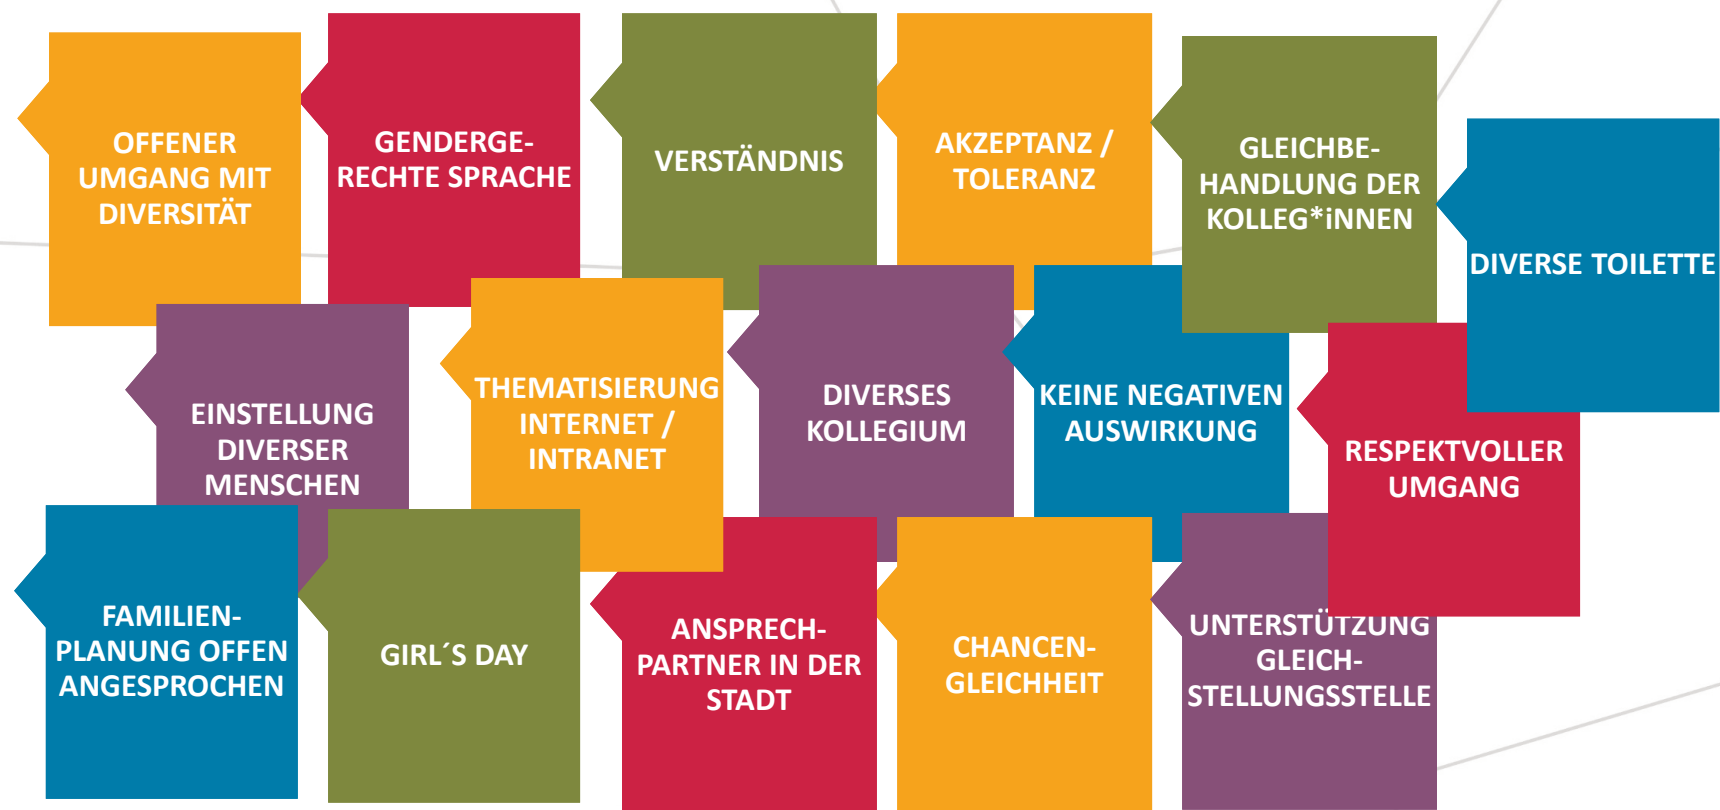 OFFENER
UMGANG MIT
DIVERSITÄT
GENDERGE-
RECHTE SPRACHE
VERSTÄNDNIS
AKZEPTANZ /
TOLERANZ
GLEICHBE-
HANDLUNG DER
KOLLEG*iNNEN
DIVERSE TOILETTE
EINSTELLUNG
DIVERSER
MENSCHEN
THEMATISIERUNG
INTERNET /
INTRANET
DIVERSES
KOLLEGIUM
KEINE NEGATIVEN
AUSWIRKUNG
RESPEKTVOLLER
UMGANG
FAMILIEN-
PLANUNG OFFEN
ANGESPROCHEN
GIRL´S DAY
ANSPRECH-
PARTNER IN DER
STADT
CHANCEN-
GLEICHHEIT
UNTERSTÜTZUNG
GLEICH-
STELLUNGSSTELLE